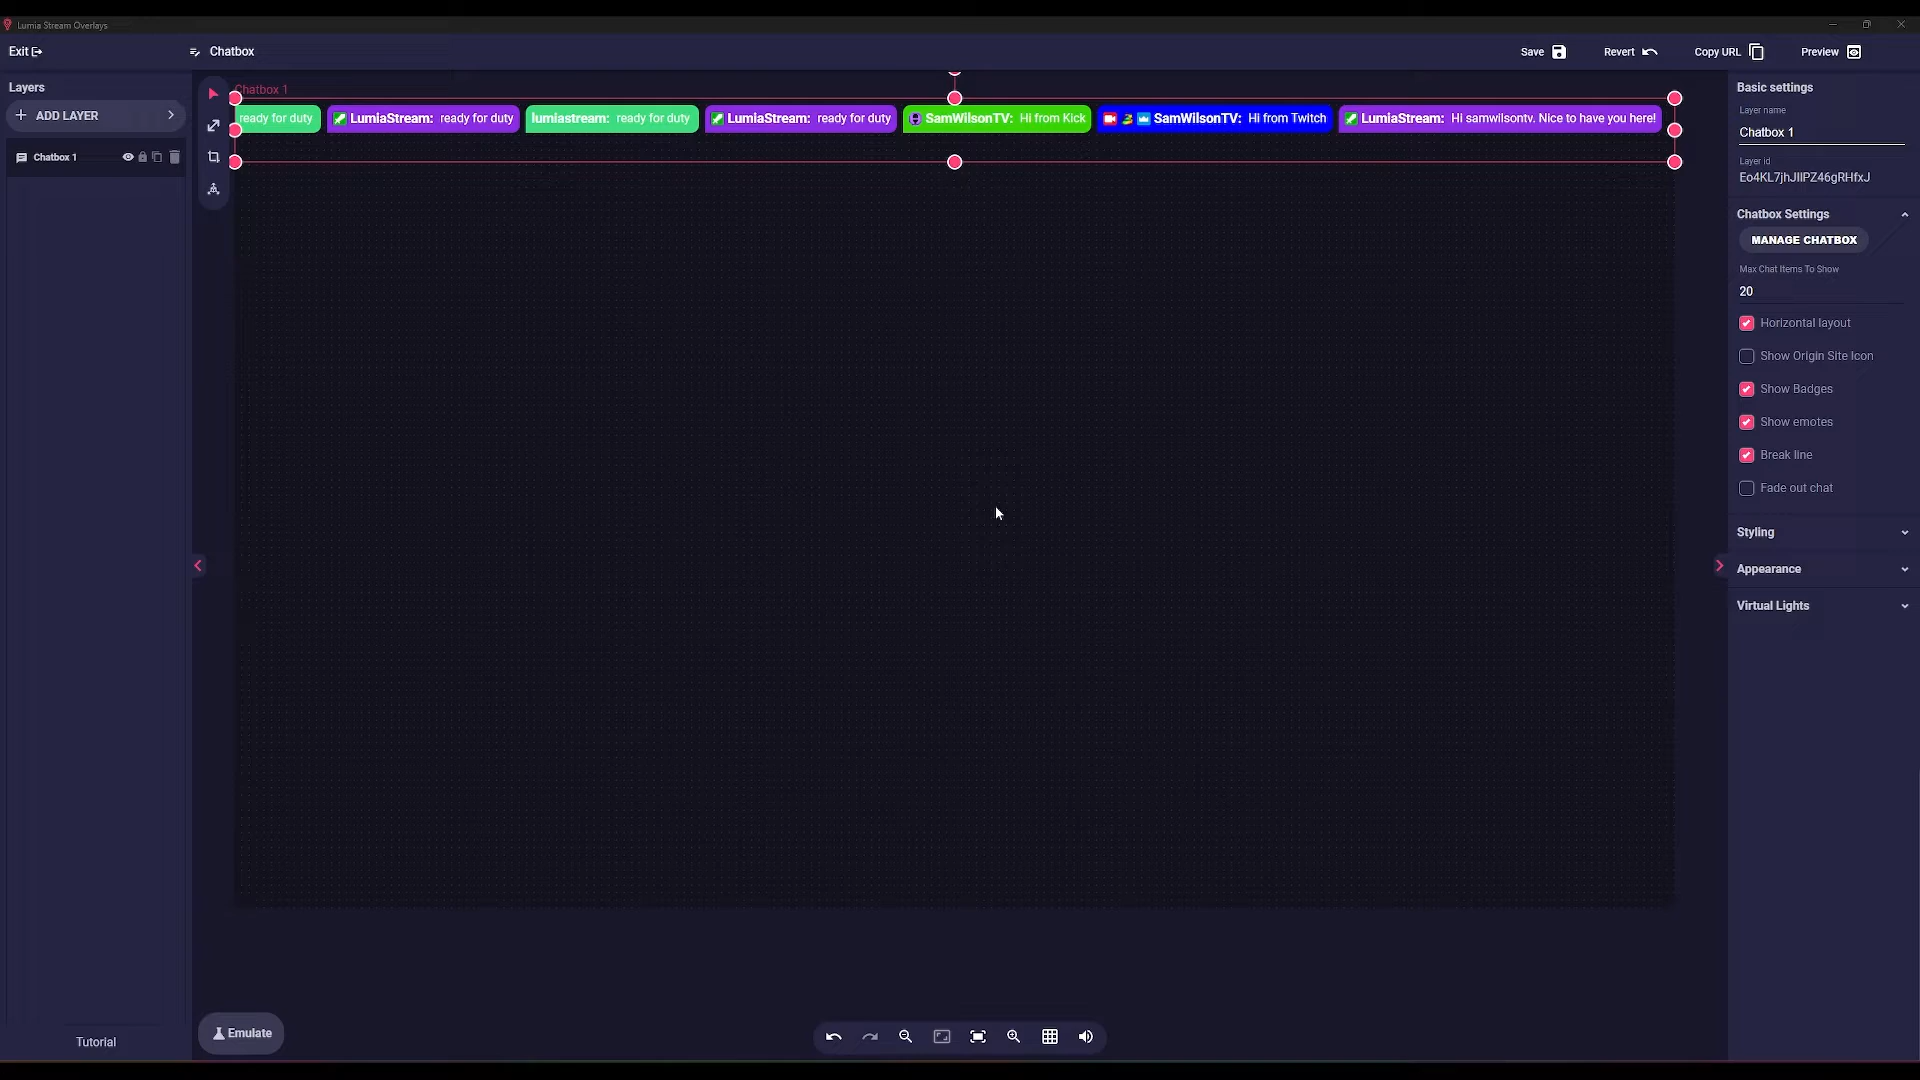 Lumia Stream Overlays
Exit
Chatbox
Save
Revert
Copy URL
Preview
Layers
ADD LAYER
Chatbox 1
Chatbox 1
ready for duty
LumiaStream: ready for duty
lumiastream: ready for duty
LumiaStream: ready for duty
SamWilsonTV: Hi from Kick
SamWilsonTV: Hi from Twitch
LumiaStream: Hi samwilsontv. Nice to have you here!
Basic settings
Layer name
Chatbox 1
Layer id
Eo4KL7jhJIIPZ46gRHfxJ
Chatbox Settings
MANAGE CHATBOX
Max Chat Items To Show
20
Horizontal layout
Show Origin Site Icon
Show Badges
Show emotes
Break line
Fade out chat
Styling
Appearance
Virtual Lights
Emulate
Tutorial